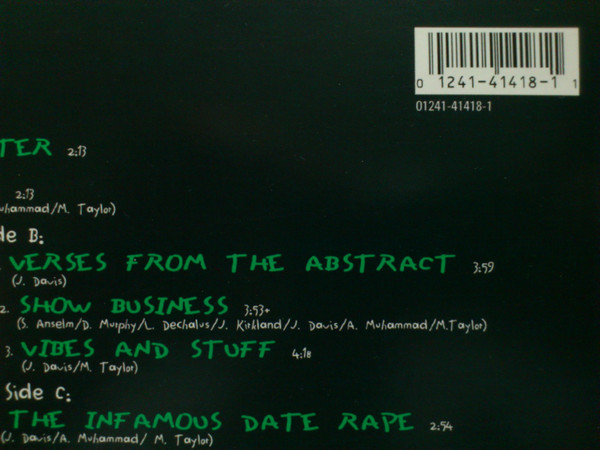 0 1241-41418-1 1
01241-41418-1
TER 2:13
2:13
uhammad/M. Taylor)
de B:
VERSES FROM THE ABSTRACT 3:59
(J. Davis)
2. SHOW BUSINESS 3:53+
(S. Anselm/D. Murphy/L. Dechalus/J. Kirkland/J. Davis/A. Muhammad/M.Taylor)
3. VIBES AND STUFF 4:18
(J. Davis/M. Taylor)
Side C:
THE INFAMOUS DATE RAPE 2:54
(J. Davis/A. Muhammad/ M. Taylor)